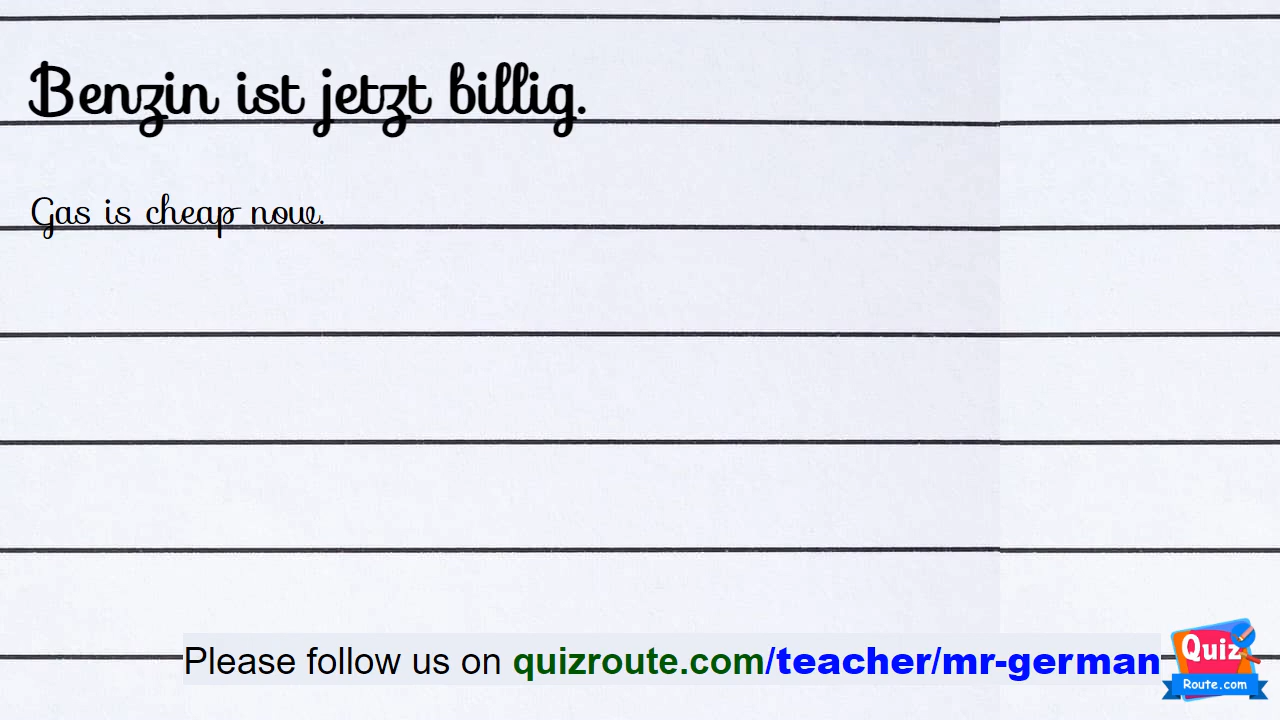 Benzin ist jetzt billig.
Gas is cheap now.
Please follow us on quizroute.com/teacher/mr-german
Quiz
Route.com